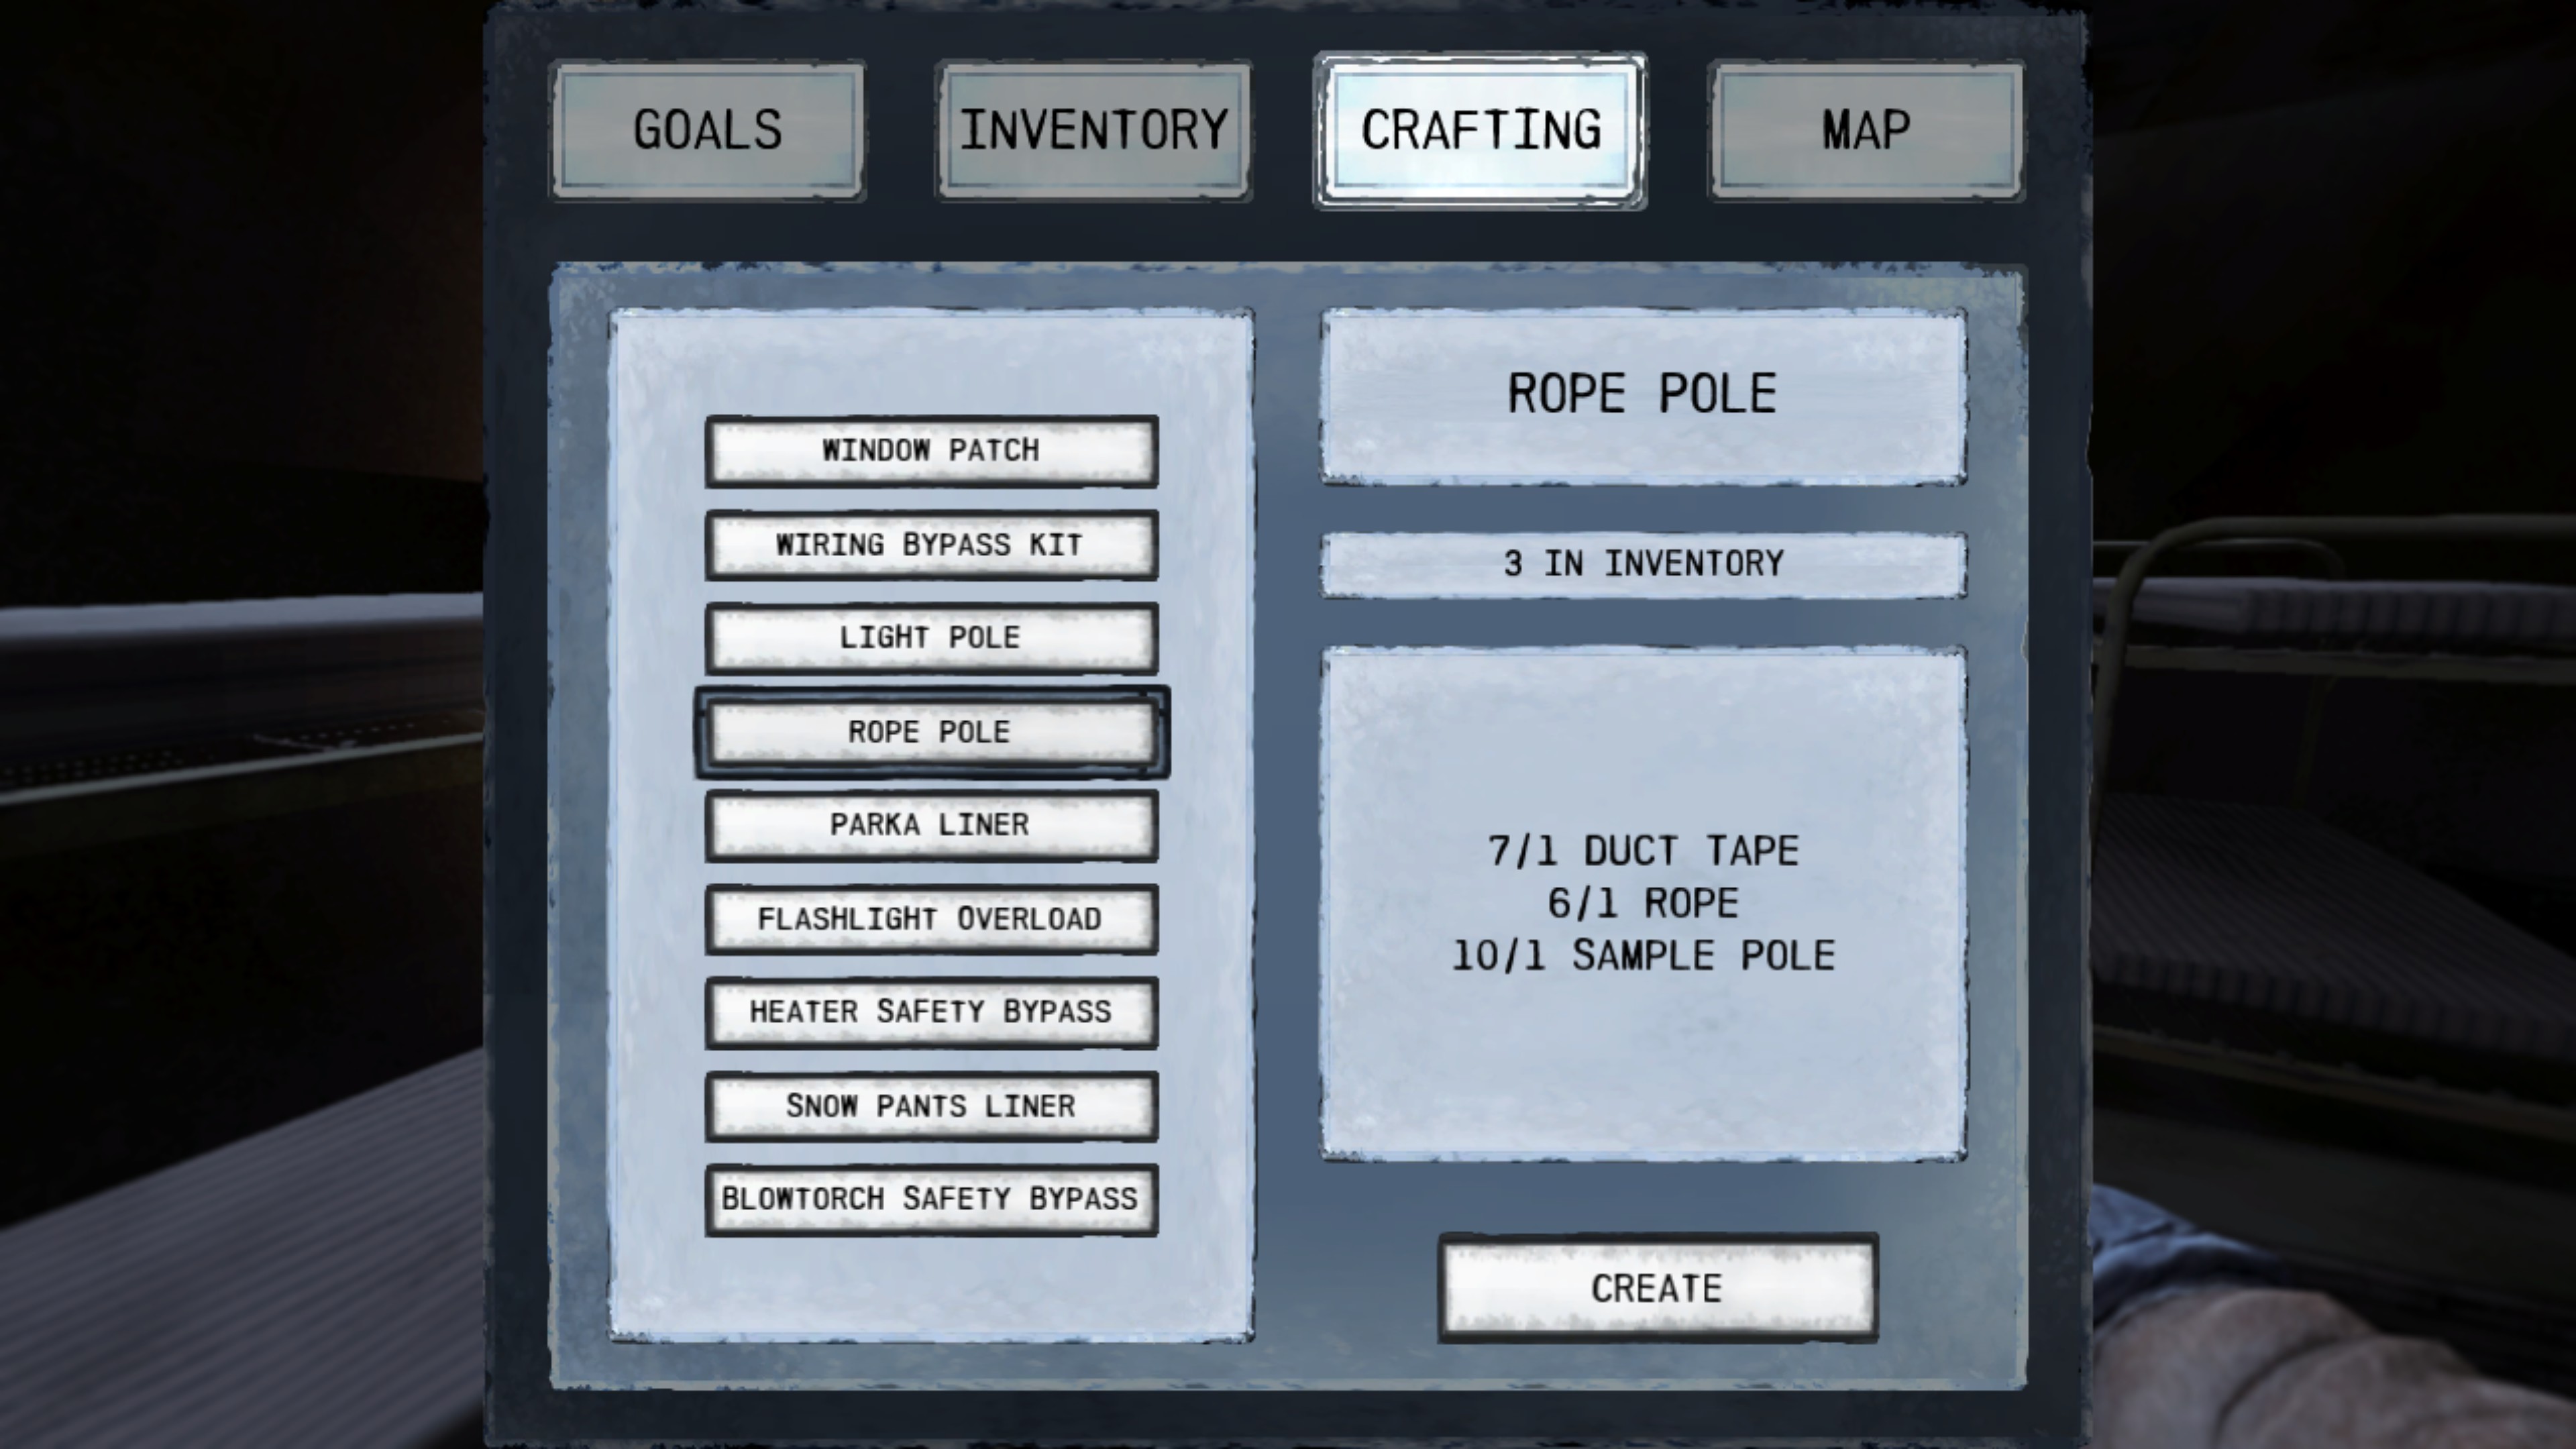 GOALS
INVENTORY
CRAFTING
MAP
WINDOW PATCH
WIRING BYPASS KIT
LIGHT POLE
ROPE POLE
PARKA LINER
FLASHLIGHT OVERLOAD
HEATER SAFETY BYPASS
SNOW PANTS LINER
BLOWTORCH SAFETY BYPASS
ROPE POLE
3 IN INVENTORY
7/1 DUCT TAPE
6/1 ROPE
10/1 SAMPLE POLE
CREATE